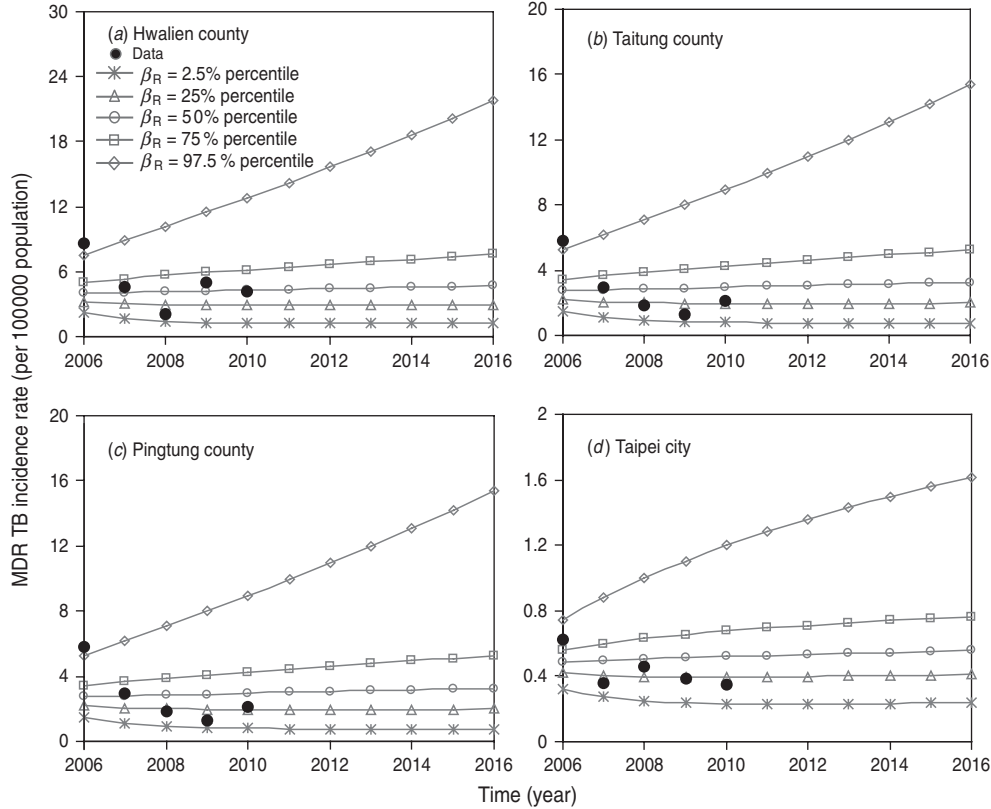 MDR TB incidence rate (per 100000 population)
30
24
18
12
6
0
(a) Hwalien county
Data
βR = 2.5% percentile
βR = 25% percentile
βR = 50% percentile
βR = 75 % percentile
βR = 97.5 % percentile
2006 2008 2010 2012 2014 2016
20
16
12
8
4
0
(b) Taitung county
2006 2008 2010 2012 2014 2016
20
16
12
8
4
0
(c) Pingtung county
2006 2008 2010 2012 2014 2016
2
1.6
1.2
0.8
0.4
0
(d) Taipei city
2006 2008 2010 2012 2014 2016
Time (year)